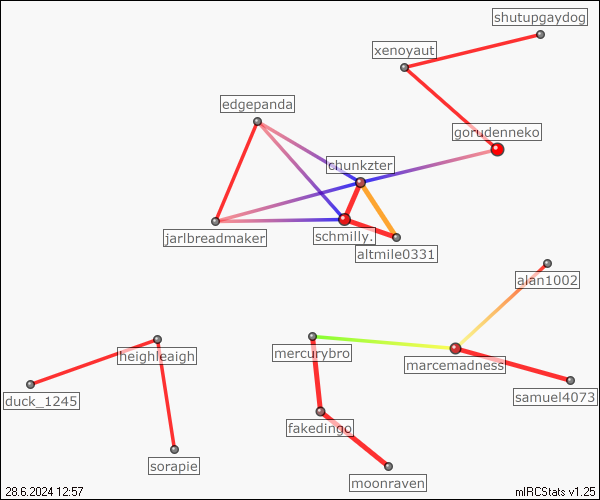 shutupgaydog
xenoyaut
edgepanda
gorudenneko
chunkzter
jarlbreadmaker
schmilly.
altmile0331
alan1002
heighleaigh
mercurybro
marcemadness
duck_1245
samuel4073
fakedingo
sorapie
moonraven
28.6.2024 12:57
mIRCStats v1.25